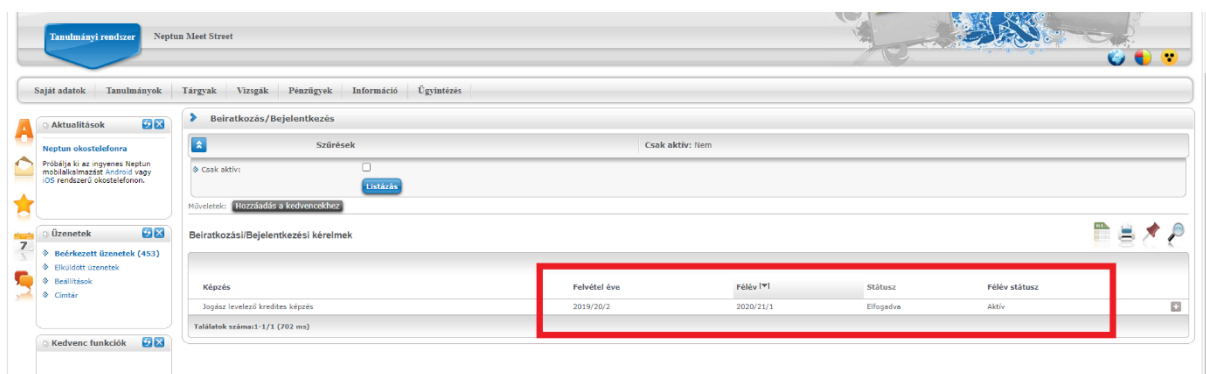 Tanulmányi rendszer Neptun Meet Street
Saját adatok Tanulmányok Tárgyak Vizsgák Pénzügyek Információ Ügyintézés
Aktualitások
Neptun okostelefonra
Próbálja ki az ingyenes Neptun
mobilalkalmazást Android vagy
iOS rendszerű okostelefonon.
Üzenetek
7
Beérkezett üzenetek (453)
Elküldött üzenetek
Beállítások
Címtár
Kedvenc funkciók
Beiratkozás/Bejelentkezés
Szűrések Csak aktív: Nem
Csak aktív:
Listázás
Műveletek: Hozzáadás a kedvencekhez
Beiratkozási/Bejelentkezési kérelmek
Képzés Felvétel éve Félév Státusz Félév státusz
Jogász levelező kredites képzés 2019/20/2 2020/21/1 Elfogadva Aktív
Találatok száma:1-1/1 (702 ms)